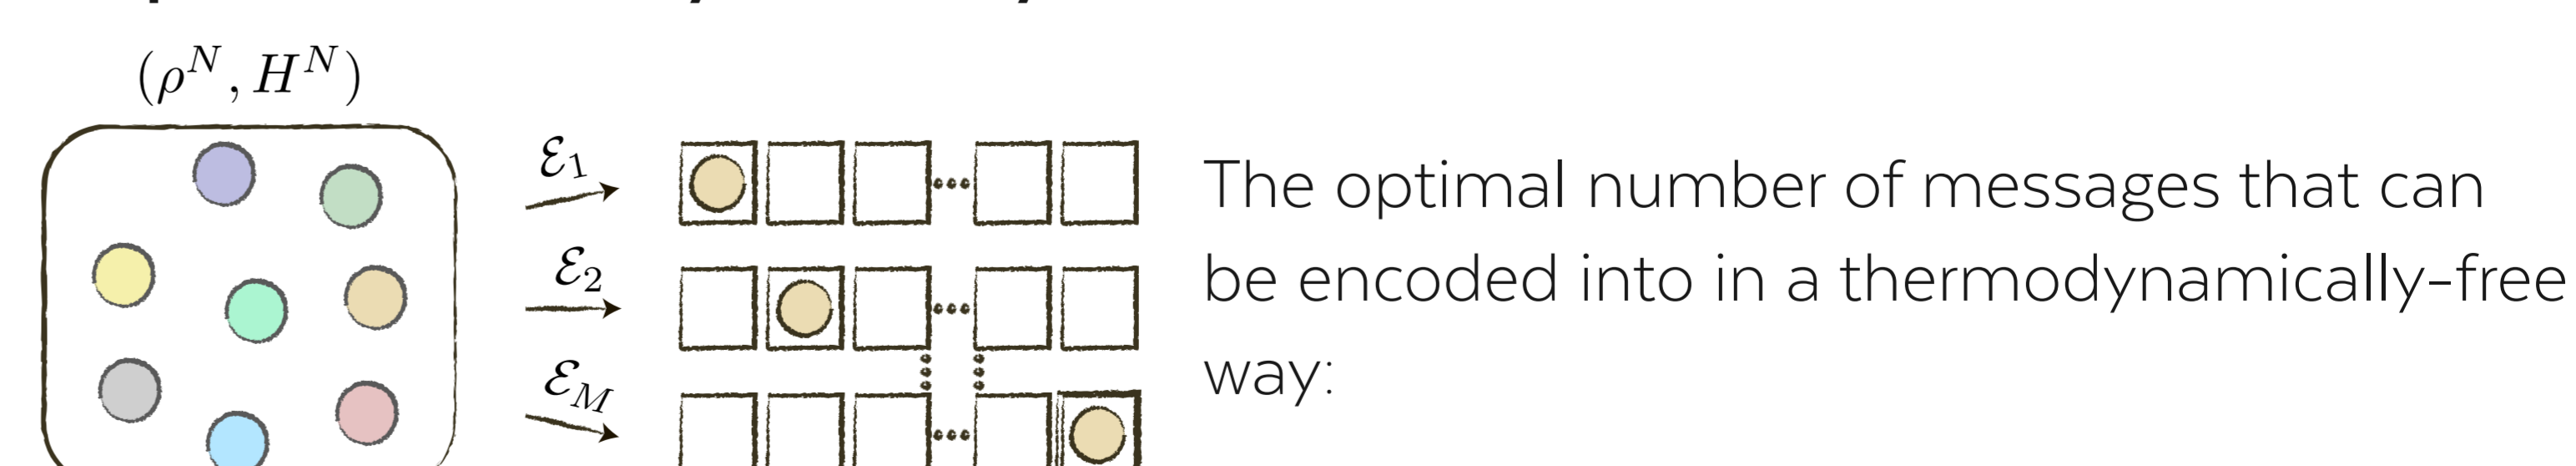 (ρ^N, H^N)
ℰ_1
ℰ_2
ℰ_M
The optimal number of messages that can
be encoded into in a thermodynamically-free
way: